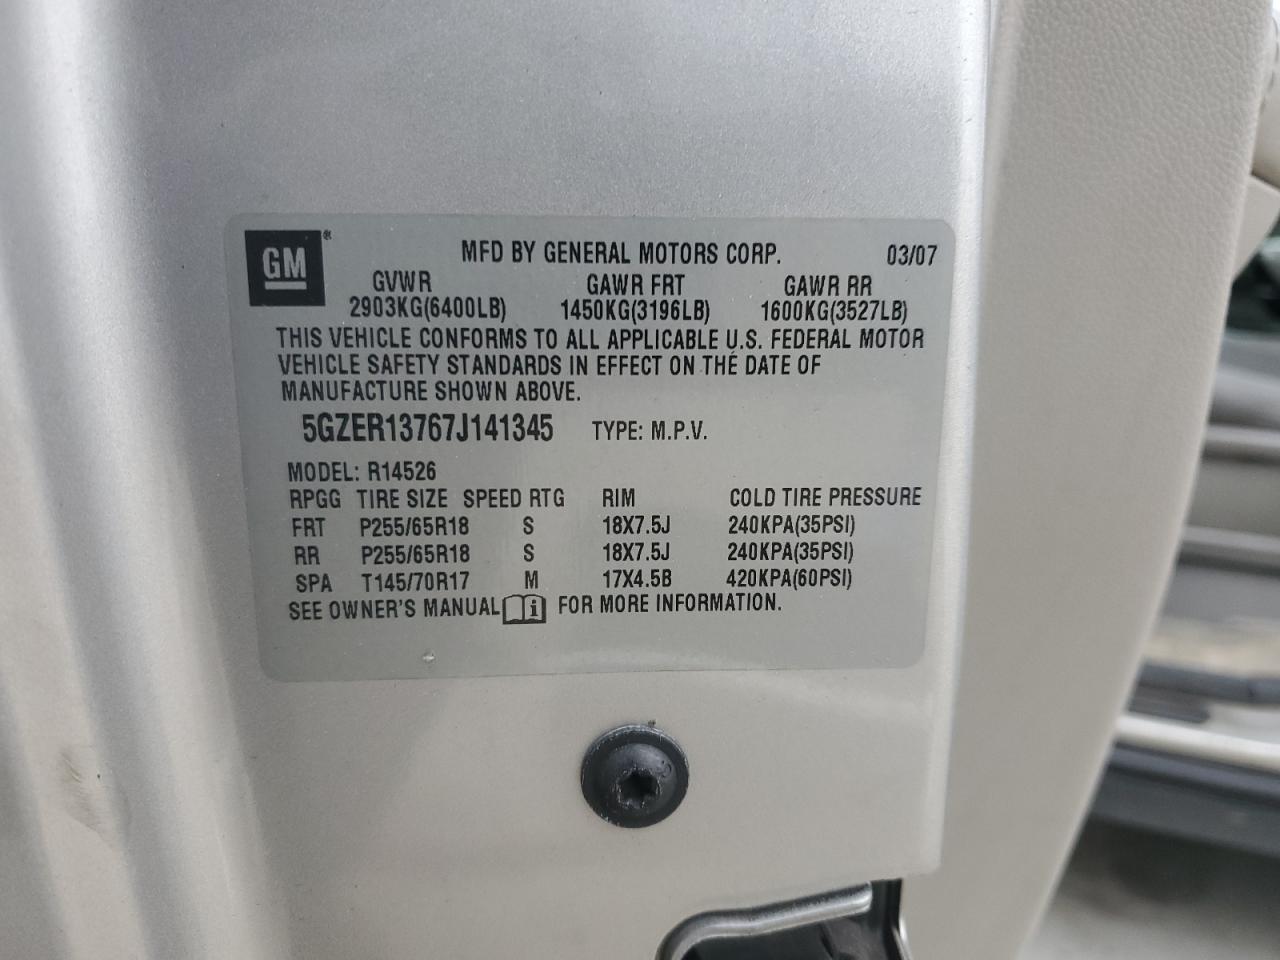 GM® MFD BY GENERAL MOTORS CORP. 03/07
GVWR GAWR FRT GAWR RR
2903KG(6400LB) 1450KG(3196LB) 1600KG(3527LB)
THIS VEHICLE CONFORMS TO ALL APPLICABLE U.S. FEDERAL MOTOR
VEHICLE SAFETY STANDARDS IN EFFECT ON THE DATE OF
MANUFACTURE SHOWN ABOVE.
5GZER13767J141345 TYPE: M.P.V.
MODEL: R14526
RPGG TIRE SIZE SPEED RTG RIM COLD TIRE PRESSURE
FRT P255/65R18 S 18X7.5J 240KPA(35PSI)
RR P255/65R18 S 18X7.5J 240KPA(35PSI)
SPA T145/70R17 M 17X4.5B 420KPA(60PSI)
SEE OWNER'S MANUAL i FOR MORE INFORMATION.